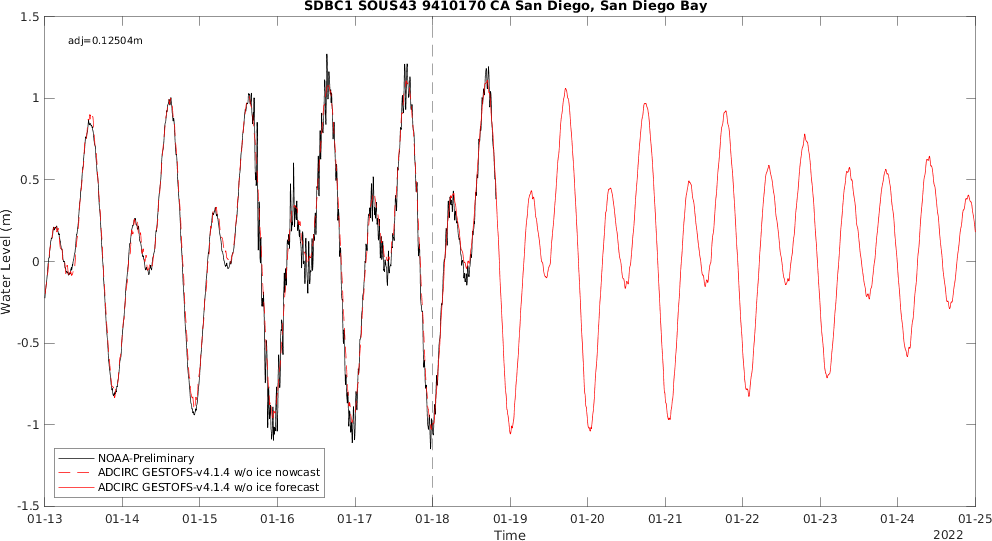 SDBC1 SOUS43 9410170 CA San Diego, San Diego Bay
adj=0.12504m
1.5
1
0.5
0
-0.5
-1
-1.5
Water Level (m)
NOAA-Preliminary
ADCIRC GESTOFS-v4.1.4 w/o ice nowcast
ADCIRC GESTOFS-v4.1.4 w/o ice forecast
01-13 01-14 01-15 01-16 01-17 01-18 01-19 01-20 01-21 01-22 01-23 01-24 01-25
Time
2022